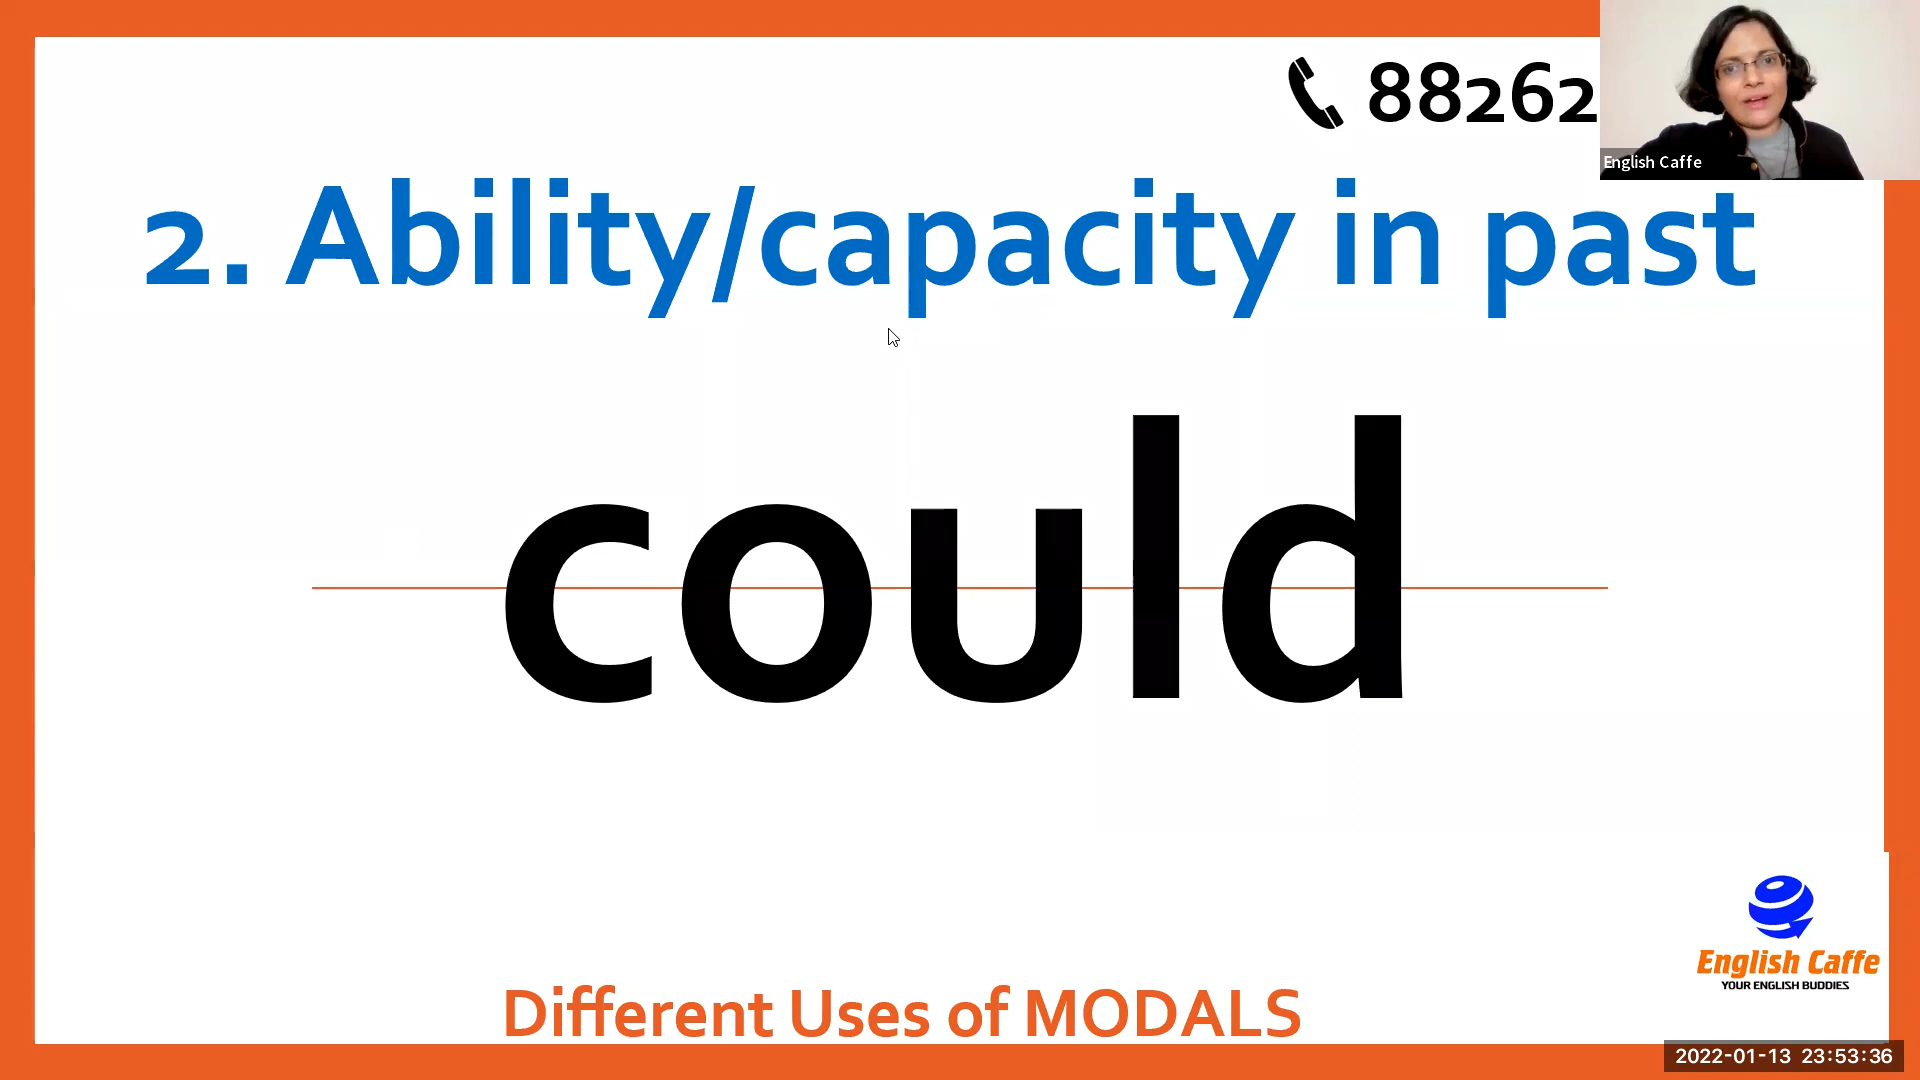 88262
English Caffe
2. Ability/capacity in past
could
English Caffe
YOUR ENGLISH BUDDIES
Different Uses of MODALS
2022-01-13 23:53:36